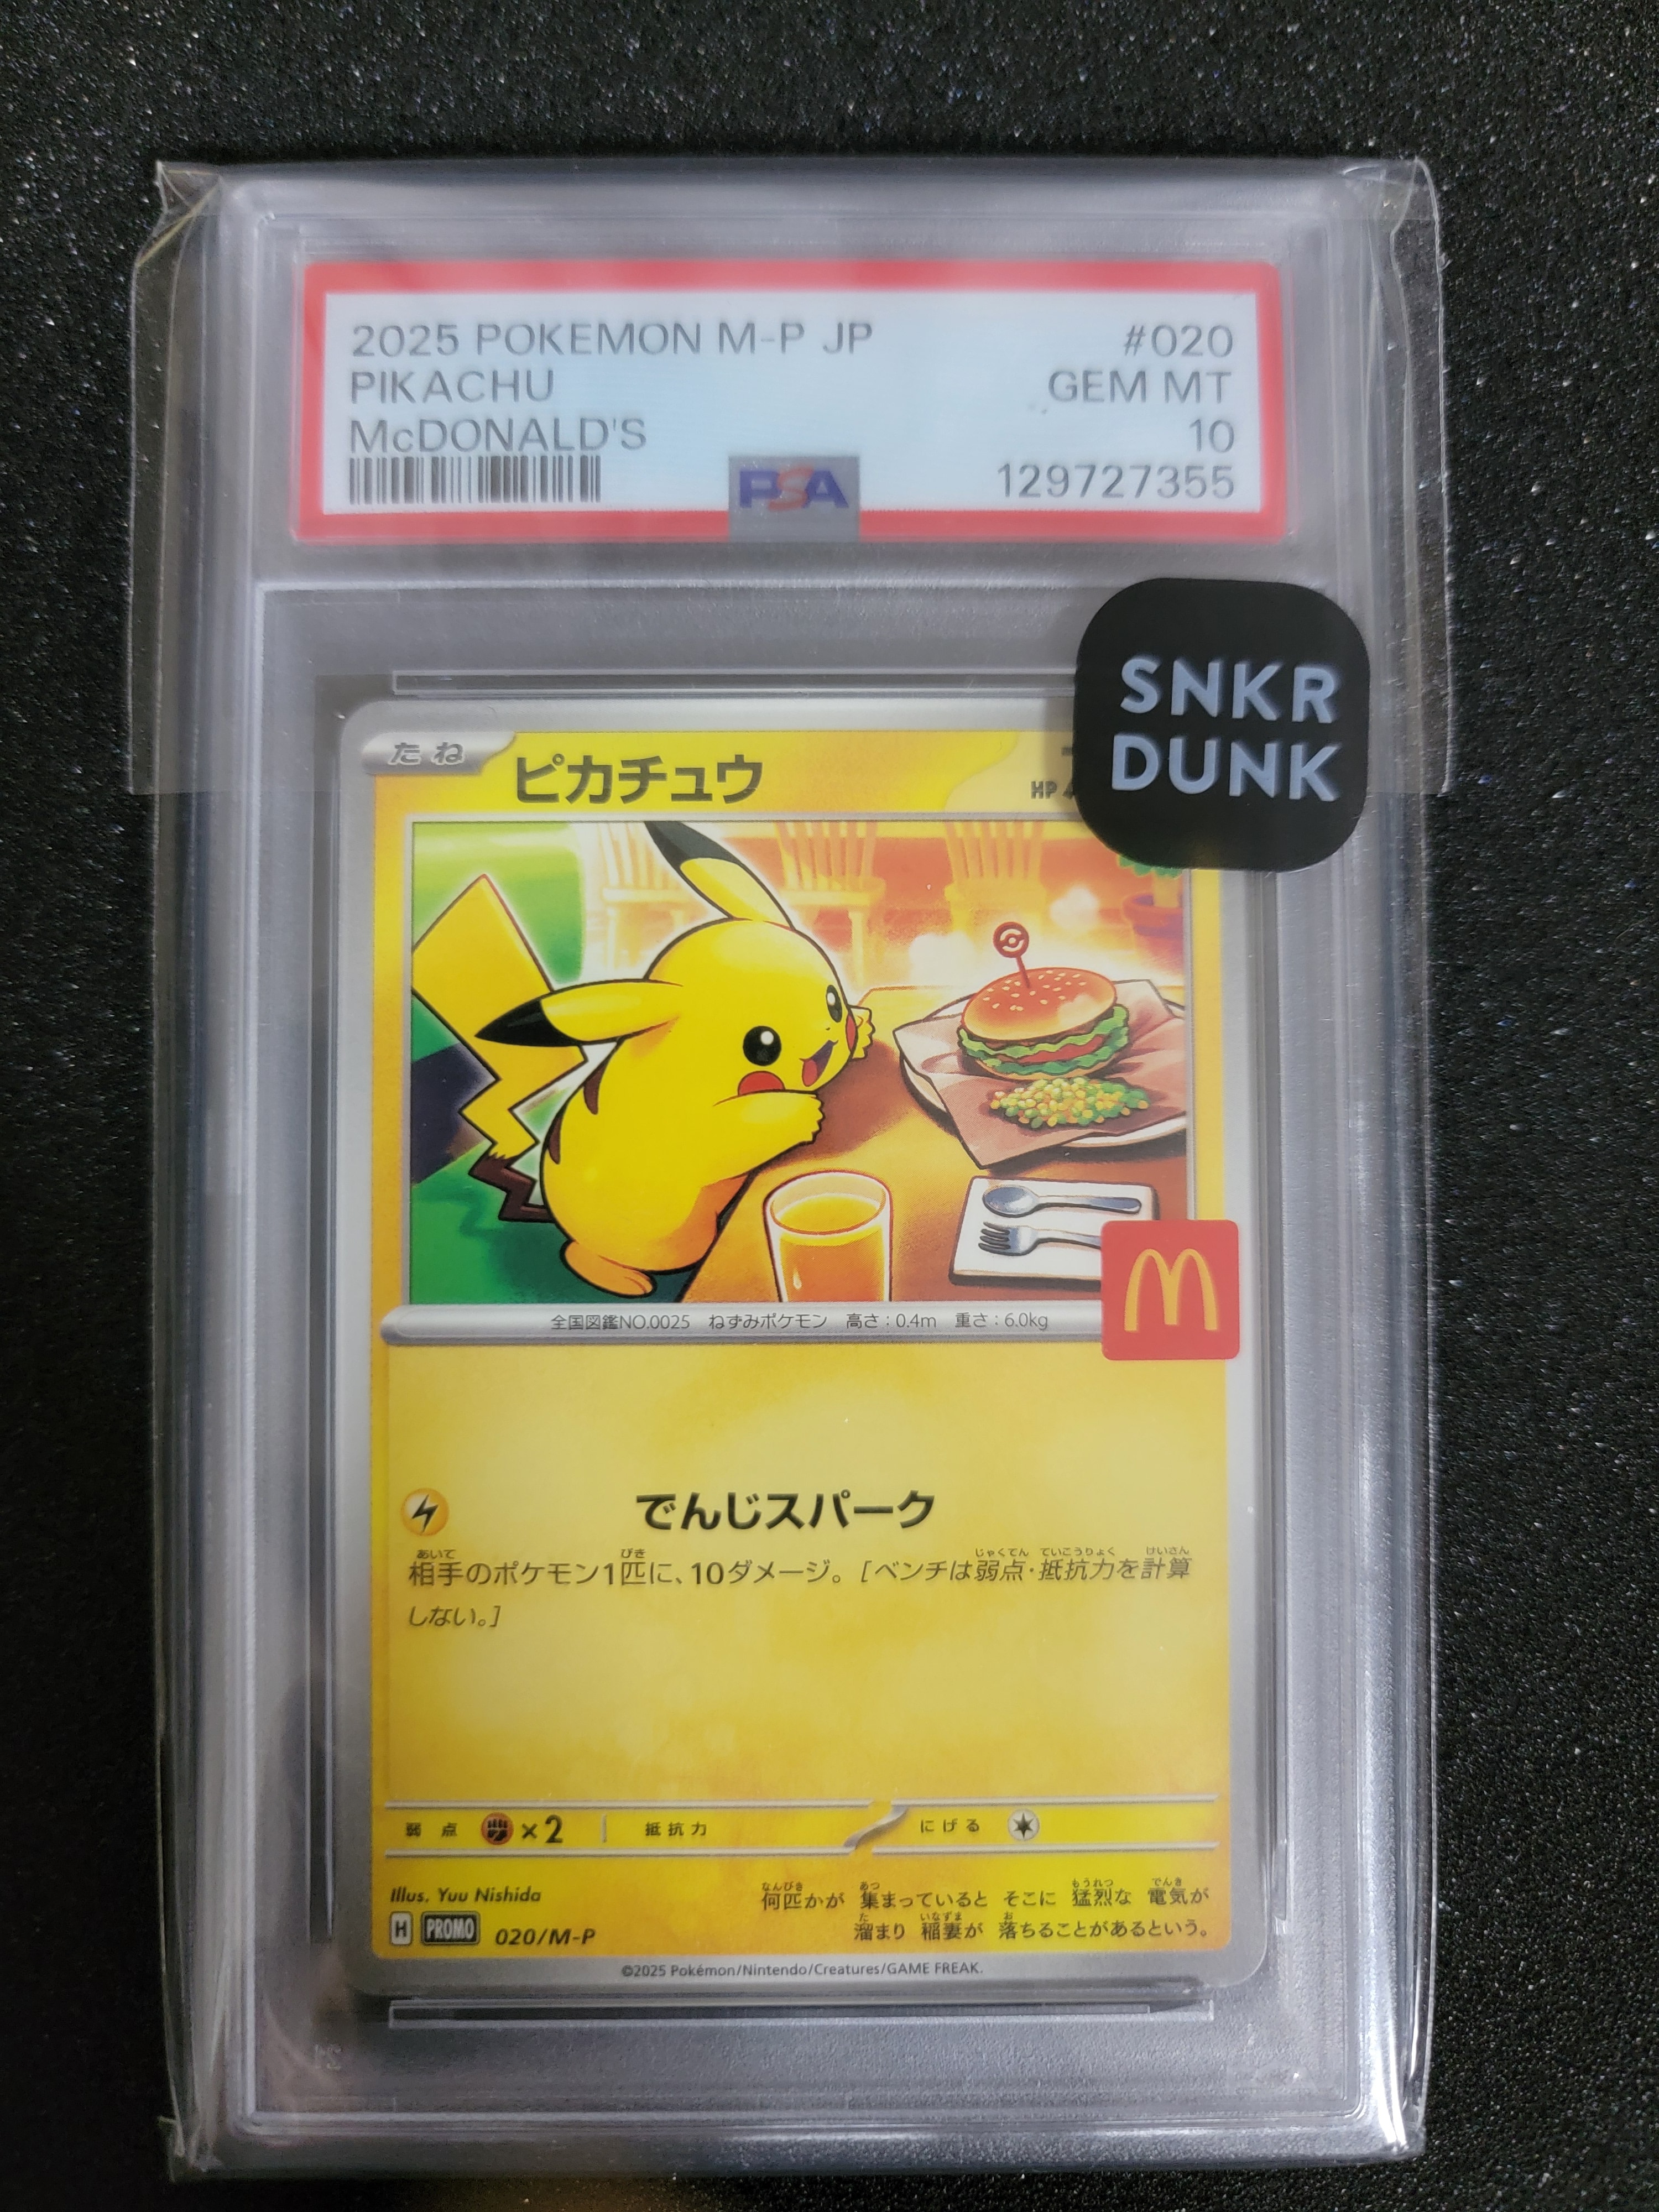 2025 POKEMON M-P JP #020
PIKACHU GEM MT
McDONALD'S 10
PSA 129727355
SNKR
DUNK
たね ピカチュウ HP
全国図鑑NO.0025 ねずみポケモン 高さ：0.4m 重さ：6.0kg
でんじスパーク
相手のポケモン1匹に、10ダメージ。［ベンチは弱点・抵抗力を計算
しない。］
弱点 ×2 抵抗力 にげる
Illus. Yuu Nishida
何匹かが 集まっていると そこに 猛烈な 電気が
溜まり 稲妻が 落ちることがあるという。
H PROMO 020/M-P
©2025 Pokémon/Nintendo/Creatures/GAME FREAK.